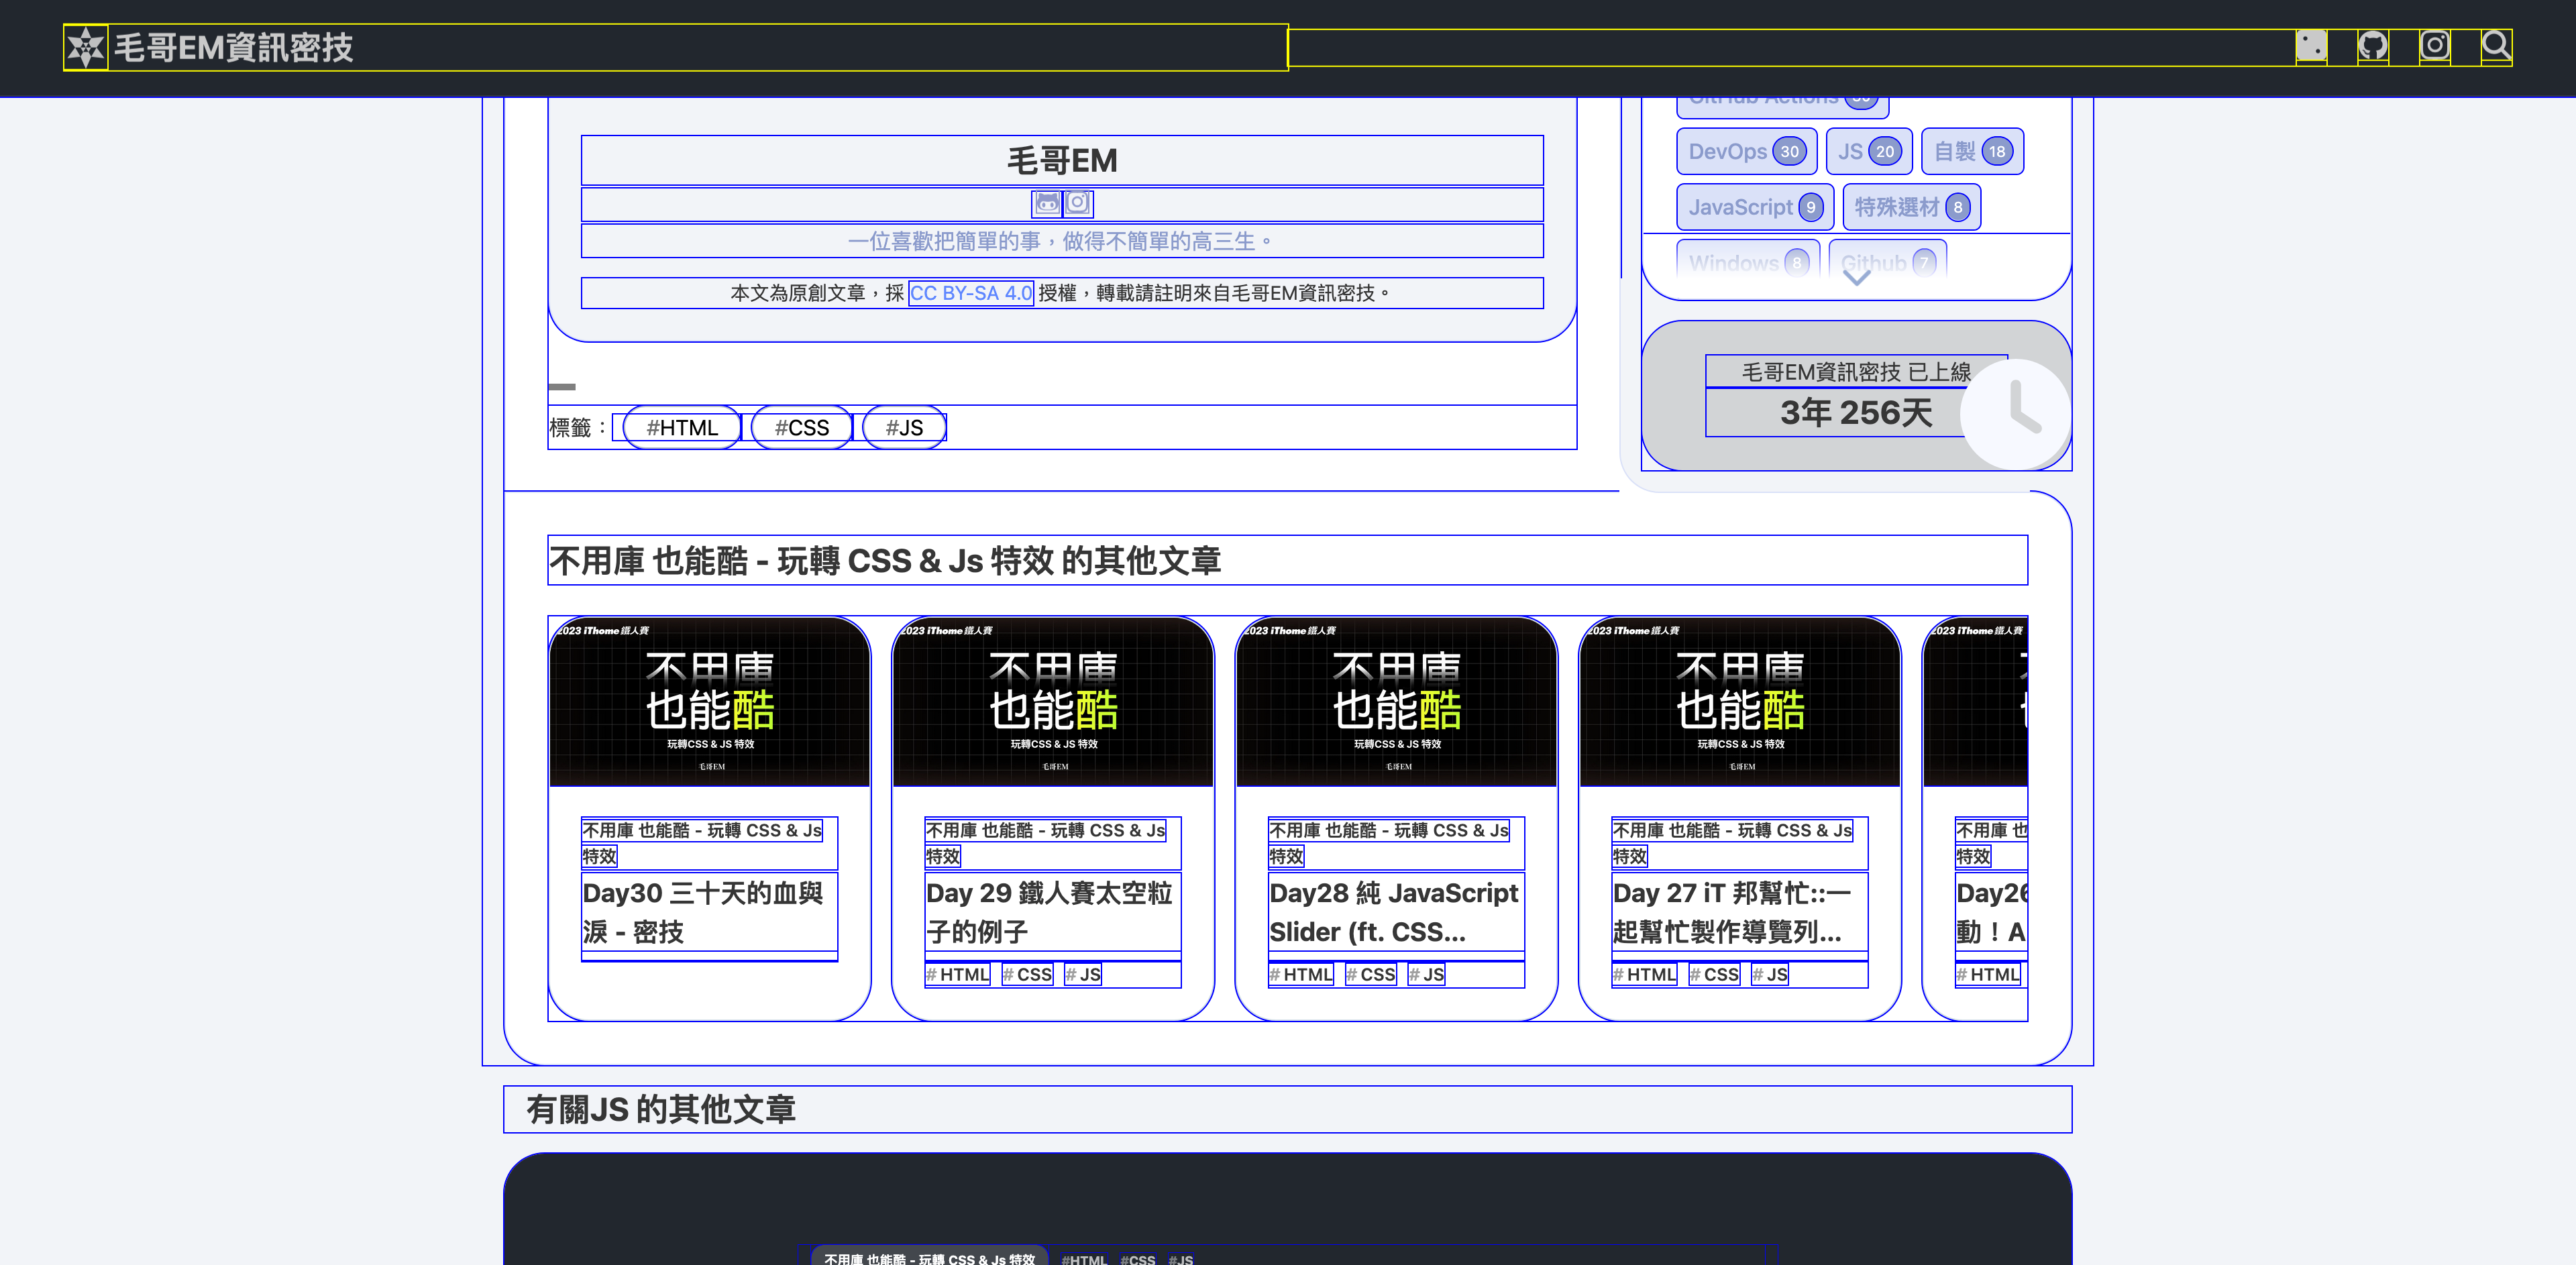 毛哥EM資訊密技
毛哥EM
一位喜歡把簡單的事，做得不簡單的高三生。
本文為原創文章，採 CC BY-SA 4.0 授權，轉載請註明來自毛哥EM資訊密技。
標籤： #HTML #CSS #JS
GitHub Actions
DevOps 30 JS 20 自製 18
JavaScript 9 特殊選材 8
Windows 8 Github 7
毛哥EM資訊密技 已上線
3年 256天
不用庫 也能酷 - 玩轉 CSS & Js 特效 的其他文章
2023 iThome 鐵人賽
不用庫
也能酷
玩轉CSS & JS 特效
毛哥EM
不用庫 也能酷 - 玩轉 CSS & Js
特效
Day30 三十天的血與
淚 - 密技
2023 iThome 鐵人賽
不用庫
也能酷
玩轉CSS & JS 特效
毛哥EM
不用庫 也能酷 - 玩轉 CSS & Js
特效
Day 29 鐵人賽太空粒
子的例子
# HTML # CSS # JS
2023 iThome 鐵人賽
不用庫
也能酷
玩轉CSS & JS 特效
毛哥EM
不用庫 也能酷 - 玩轉 CSS & Js
特效
Day28 純 JavaScript
Slider (ft. CSS...
# HTML # CSS # JS
2023 iThome 鐵人賽
不用庫
也能酷
玩轉CSS & JS 特效
毛哥EM
不用庫 也能酷 - 玩轉 CSS & Js
特效
Day 27 iT 邦幫忙::一
起幫忙製作導覽列...
# HTML # CSS # JS
2023 iThome 鐵人賽
不用庫 也
特效
Day26
動！A
# HTML
有關JS 的其他文章
不用庫 也能酷 - 玩轉 CSS & Js 特效 #HTML #CSS #JS